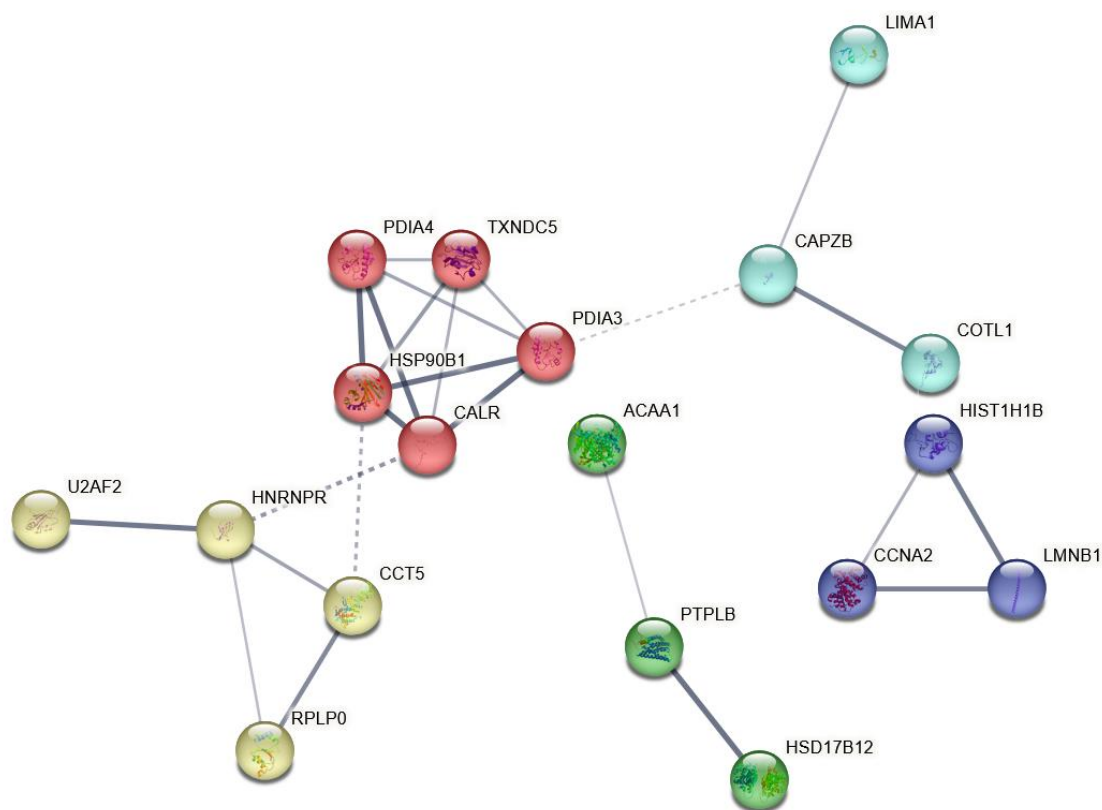 LIMA1
PDIA4
TXNDC5
CAPZB
PDIA3
HSP90B1
COTL1
CALR
ACAA1
HIST1H1B
U2AF2
HNRNPR
CCT5
CCNA2
LMNB1
PTPLB
RPLP0
HSD17B12